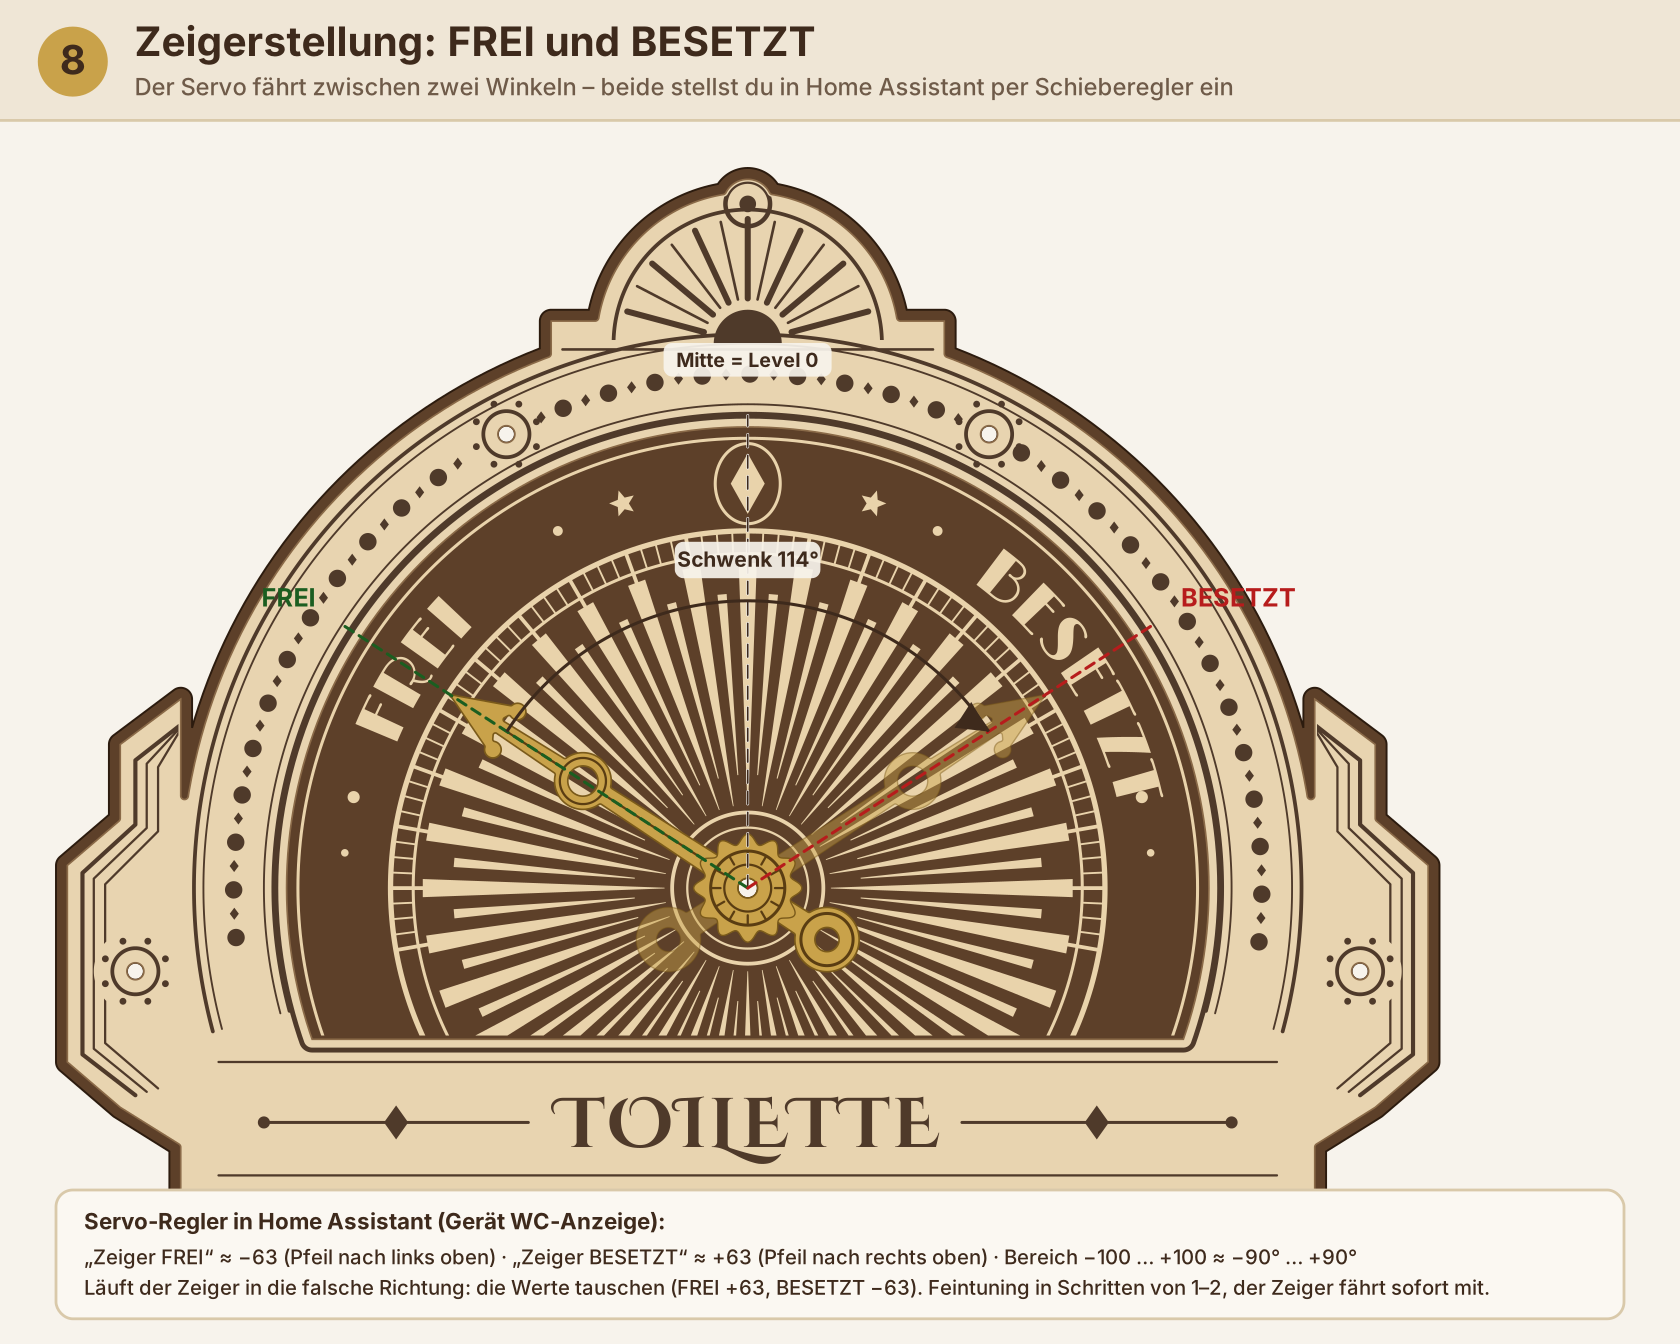 8
Zeigerstellung: FREI und BESETZT
Der Servo fährt zwischen zwei Winkeln – beide stellst du in Home Assistant per Schieberegler ein
Mitte = Level 0
Schwenk 114°
FREI
BESETZT
FREI
BESETZT
TOILETTE
Servo-Regler in Home Assistant (Gerät WC-Anzeige):
„Zeiger FREI“ ≈ −63 (Pfeil nach links oben) · „Zeiger BESETZT“ ≈ +63 (Pfeil nach rechts oben) · Bereich −100 … +100 ≈ −90° … +90°
Läuft der Zeiger in die falsche Richtung: die Werte tauschen (FREI +63, BESETZT −63). Feintuning in Schritten von 1–2, der Zeiger fährt sofort mit.